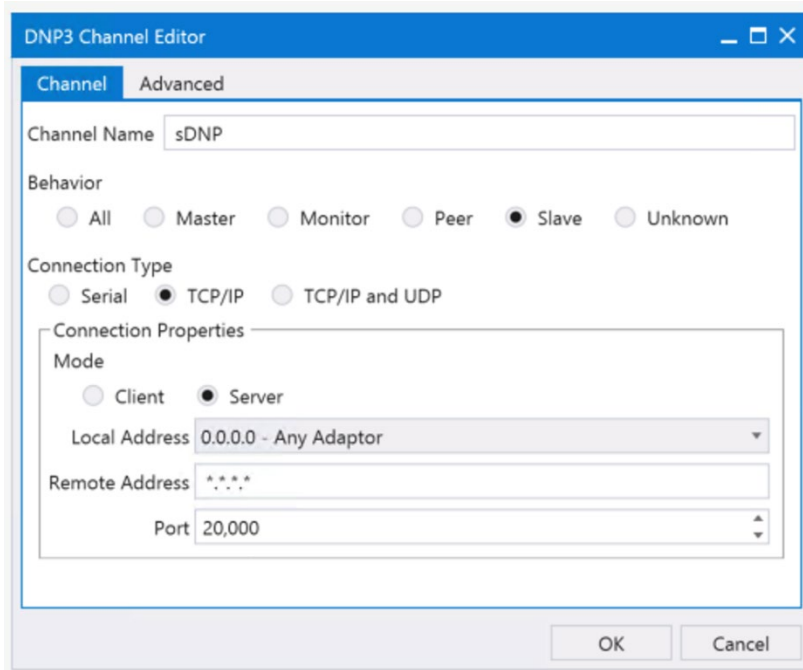 DNP3 Channel Editor
Channel Advanced
Channel Name sDNP
Behavior
All Master Monitor Peer Slave Unknown
Connection Type
Serial TCP/IP TCP/IP and UDP
Connection Properties
Mode
Client Server
Local Address 0.0.0.0 - Any Adaptor
Remote Address *.*.*.*
Port 20,000
OK Cancel